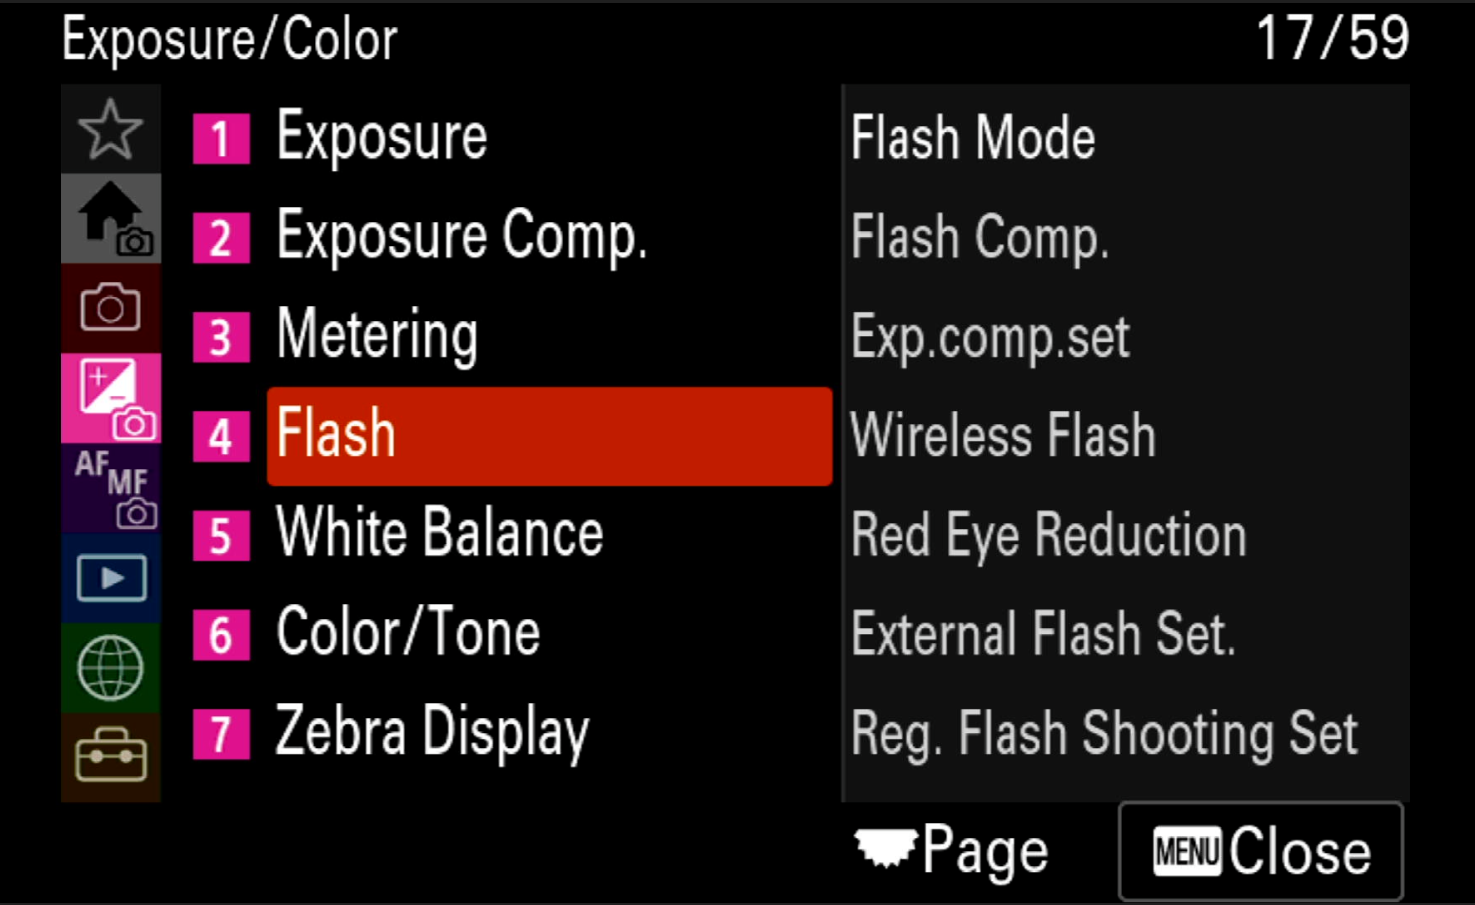 Exposure/Color
17/59
1 Exposure
2 Exposure Comp.
3 Metering
4 Flash
5 White Balance
6 Color/Tone
7 Zebra Display
AF
MF
Flash Mode
Flash Comp.
Exp.comp.set
Wireless Flash
Red Eye Reduction
External Flash Set.
Reg. Flash Shooting Set
Page
MENU Close